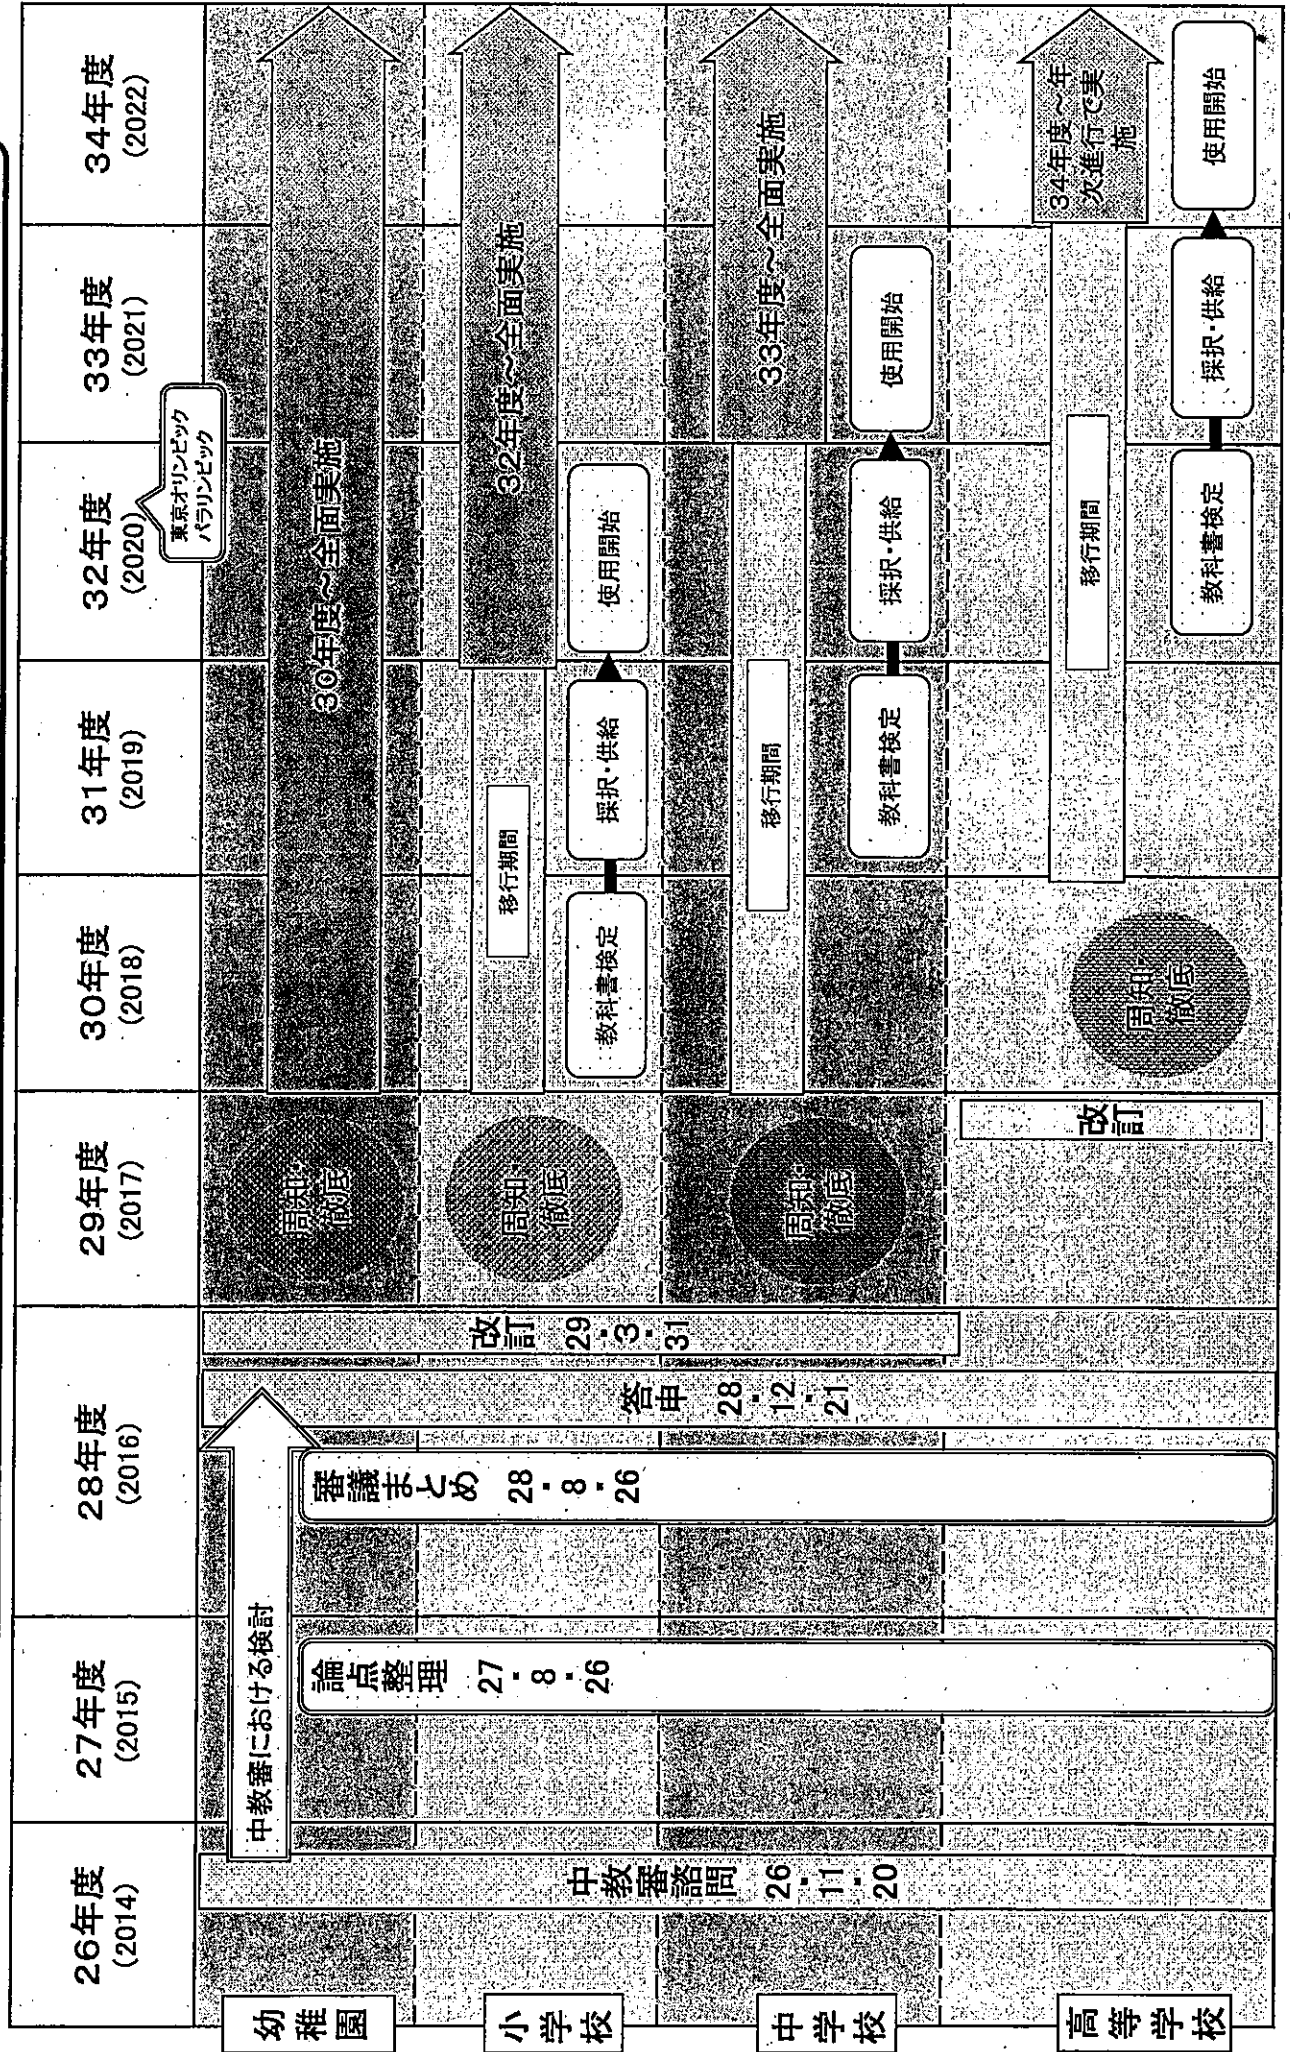 26年度
(2014)
27年度
(2015)
28年度
(2016)
29年度
(2017)
30年度
(2018)
31年度
(2019)
32年度
(2020)
33年度
(2021)
34年度
(2022)
東京オリンピック
パラリンピック
幼稚園
中教審における検討
周知・
徹底
30年度～全面実施
小学校
周知・
徹底
移行期間
32年度～全面実施
教科書検定
採択・供給
使用開始
中学校
周知・
徹底
移行期間
33年度～全面実施
教科書検定
採択・供給
使用開始
高等学校
改訂
周知・
徹底
移行期間
34年度～年
次進行で実
施
教科書検定
採択・供給
使用開始
中教審諮問 26・11・20
論点整理 27・8・26
審議まとめ 28・8・26
答申 28・12・21
改訂 29・3・31